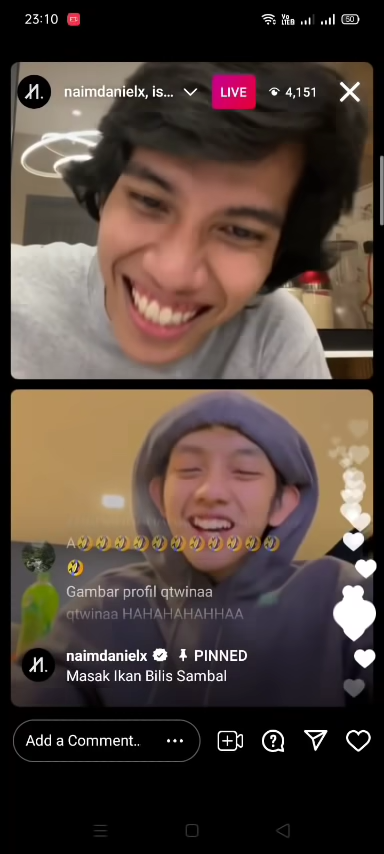 23:10
50
naimdanielx, is...
LIVE
4,151
A🤣🤣🤣🤣🤣🤣🤣🤣🤣🤣🤣
🤣
Gambar profil qtwinaa
qtwinaa HAHAHAHAHHAA
naimdanielx PINNED
Masak Ikan Bilis Sambal
Add a Comment..